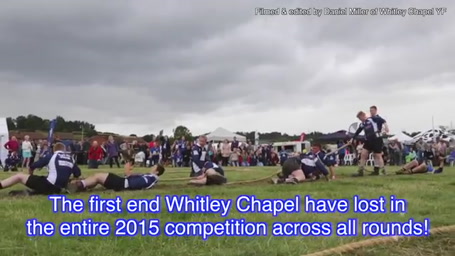 Filmed & edited by Daniel Miller of Whitley Chapel YF
The first end Whitley Chapel have lost in
the entire 2015 competition across all rounds!